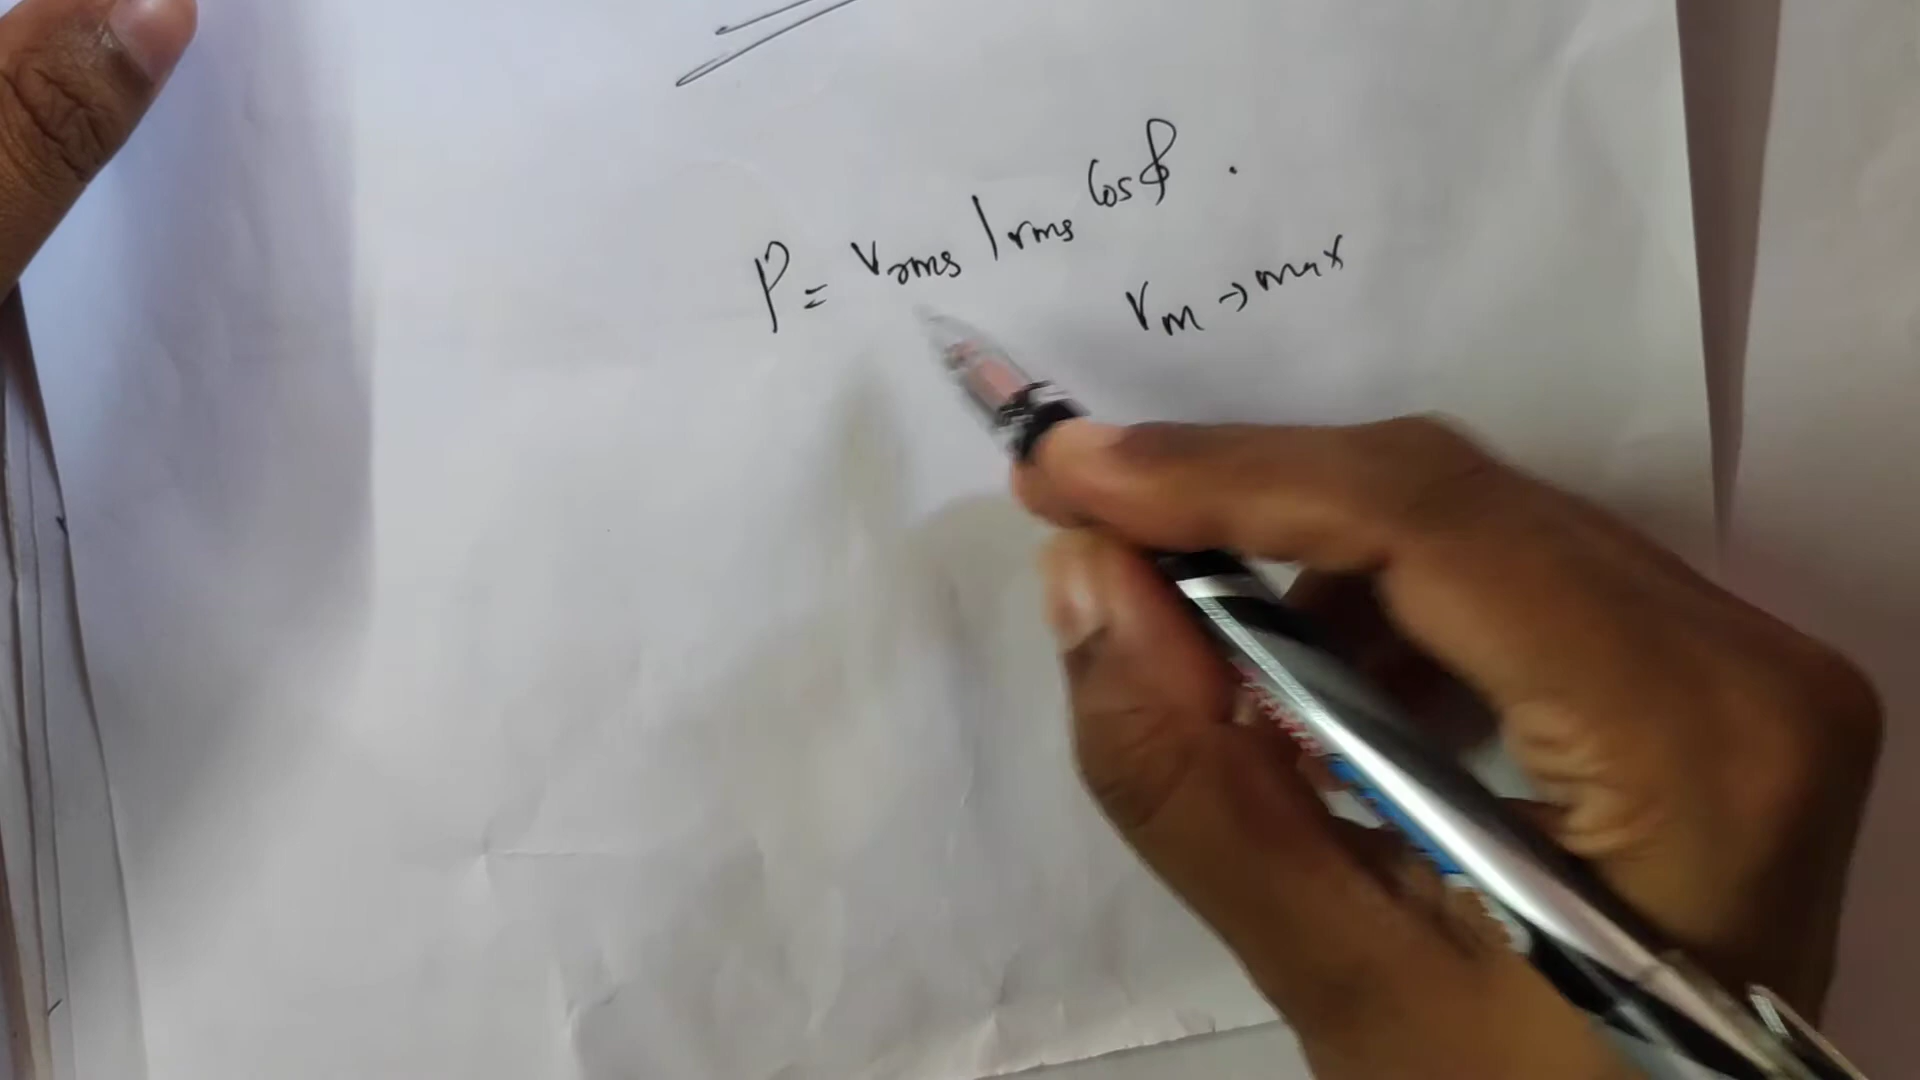 P = Vrms Irms Cosϕ .
Vm → max